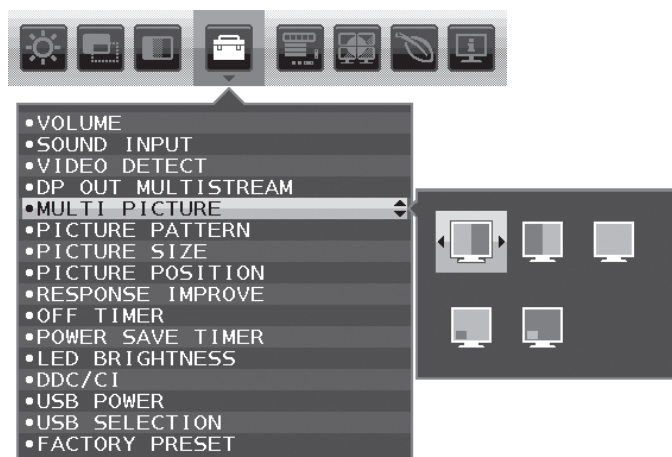 •VOLUME
•SOUND INPUT
•VIDEO DETECT
•DP OUT MULTISTREAM
•MULTI PICTURE
•PICTURE PATTERN
•PICTURE SIZE
•PICTURE POSITION
•RESPONSE IMPROVE
•OFF TIMER
•POWER SAVE TIMER
•LED BRIGHTNESS
•DDC/CI
•USB POWER
•USB SELECTION
•FACTORY PRESET